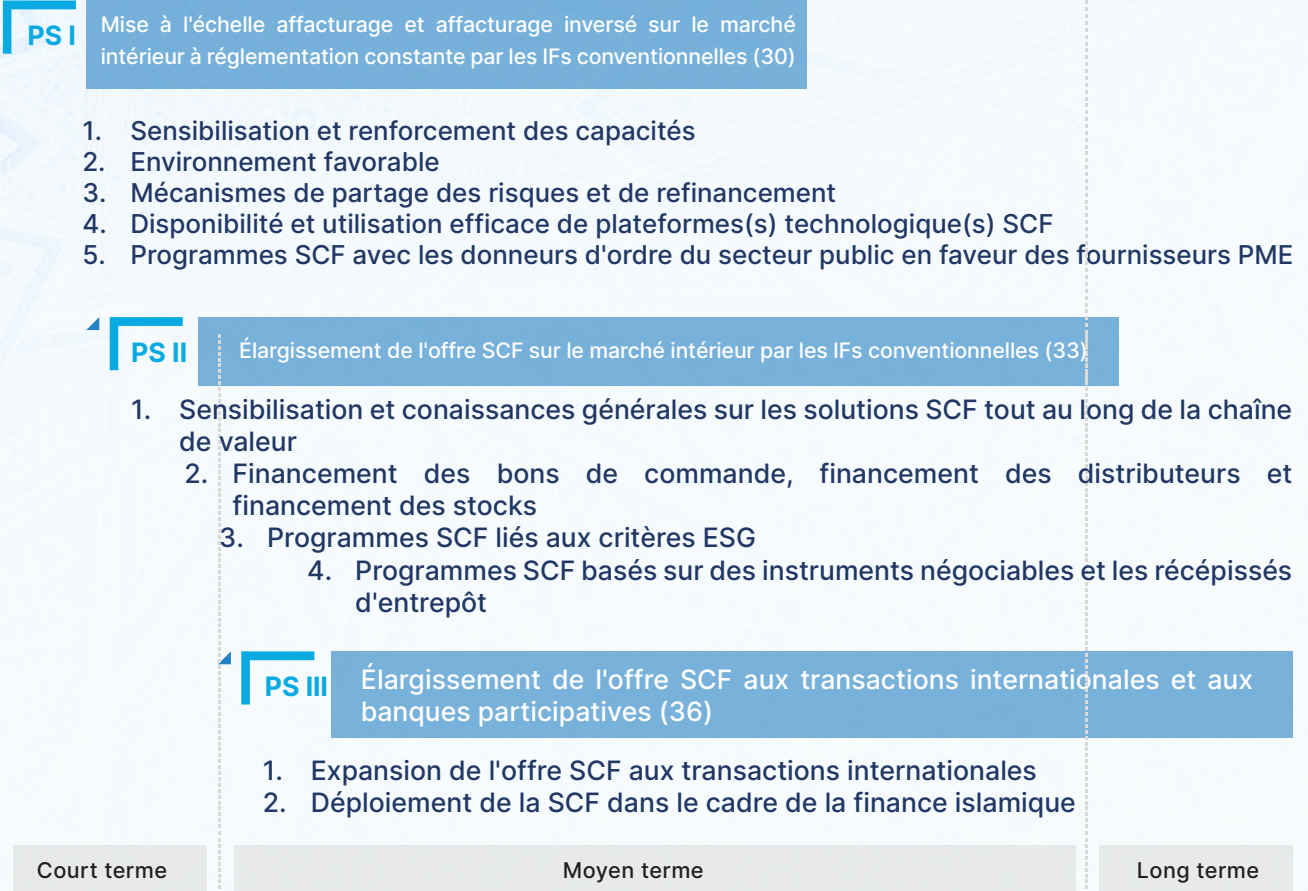 PS I
Mise à l'échelle affacturage et affacturage inversé sur le marché
intérieur à réglementation constante par les IFs conventionnelles (30)
1. Sensibilisation et renforcement des capacités
2. Environnement favorable
3. Mécanismes de partage des risques et de refinancement
4. Disponibilité et utilisation efficace de plateformes(s) technologique(s) SCF
5. Programmes SCF avec les donneurs d'ordre du secteur public en faveur des fournisseurs PME
PS II
Élargissement de l'offre SCF sur le marché intérieur par les IFs conventionnelles (33)
1. Sensibilisation et conaissances générales sur les solutions SCF tout au long de la chaîne
de valeur
2. Financement des bons de commande, financement des distributeurs et
financement des stocks
3. Programmes SCF liés aux critères ESG
4. Programmes SCF basés sur des instruments négociables et les récépissés
d'entrepôt
PS III
Élargissement de l'offre SCF aux transactions internationales et aux
banques participatives (36)
1. Expansion de l'offre SCF aux transactions internationales
2. Déploiement de la SCF dans le cadre de la finance islamique
Court terme
Moyen terme
Long terme